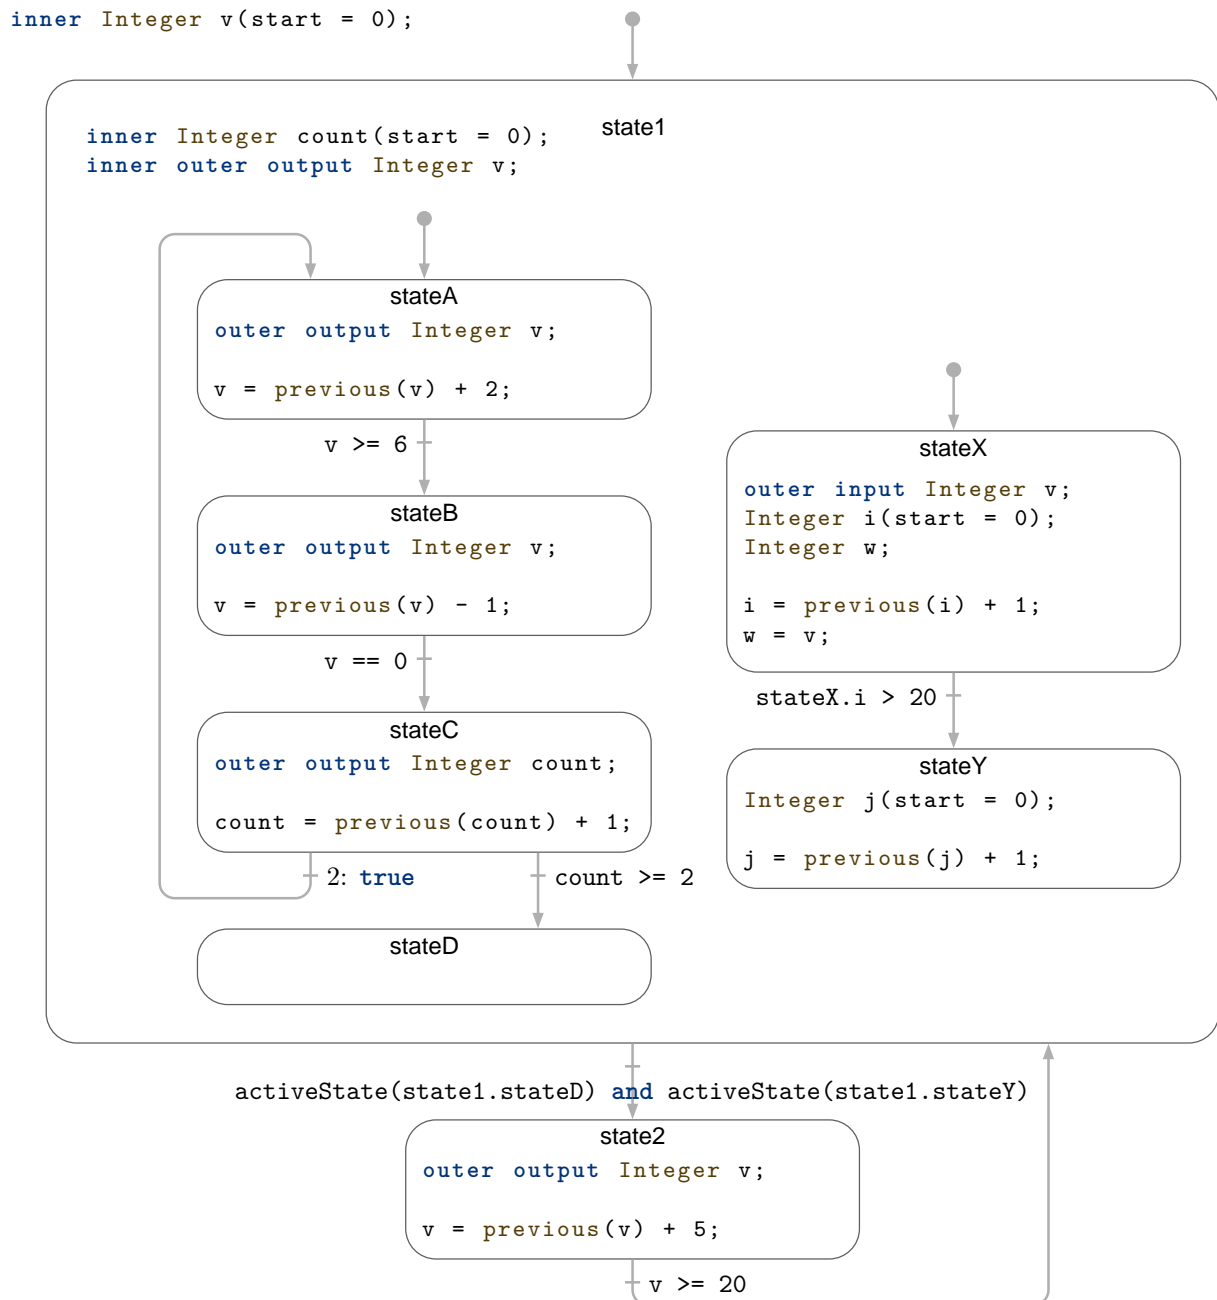 inner Integer v(start = 0);
state1
inner Integer count(start = 0);
inner outer output Integer v;
stateA
outer output Integer v;
v = previous(v) + 2;
v >= 6
stateB
outer output Integer v;
v = previous(v) - 1;
v == 0
stateC
outer output Integer count;
count = previous(count) + 1;
2: true
count >= 2
stateD
stateX
outer input Integer v;
Integer i(start = 0);
Integer w;
i = previous(i) + 1;
w = v;
stateX.i > 20
stateY
Integer j(start = 0);
j = previous(j) + 1;
activeState(state1.stateD) and activeState(state1.stateY)
state2
outer output Integer v;
v = previous(v) + 5;
v >= 20